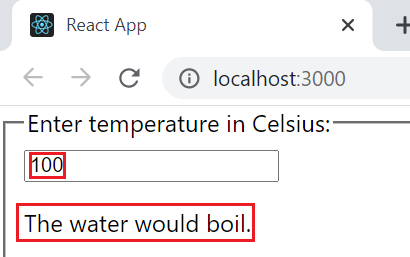 React App
localhost:3000
Enter temperature in Celsius:
100
The water would boil.